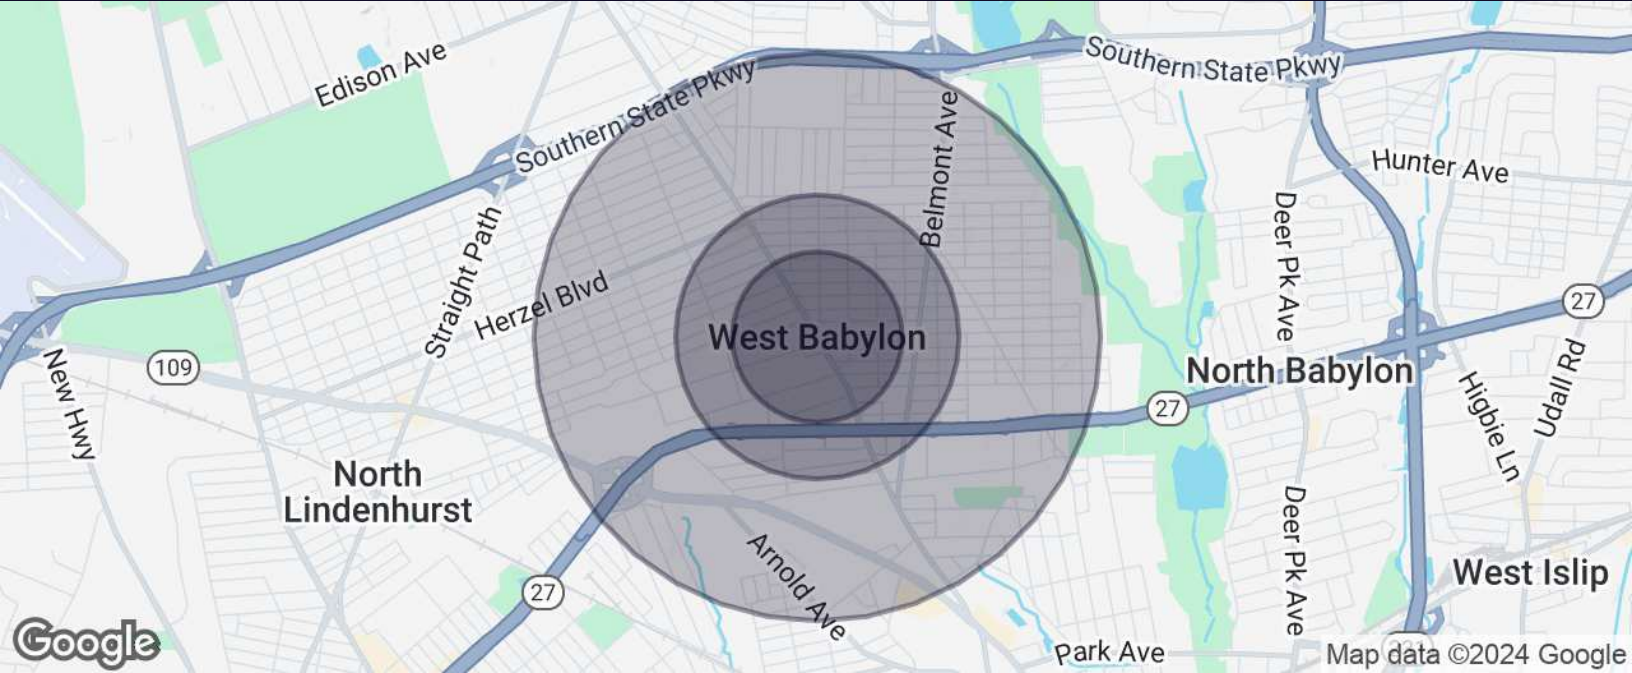 Edison Ave
Southern State Pkwy
Southern State Pkwy
Belmont Ave
Hunter Ave
Straight Path
Herzel Blvd
Deer Pk Ave
27
West Babylon
109
New Hwy
North Babylon
27
Higbie Ln
Udall Rd
North
Lindenhurst
Deer Pk Ave
Arnold Ave
West Islip
27
Park Ave
Google
Map data ©2024 Google